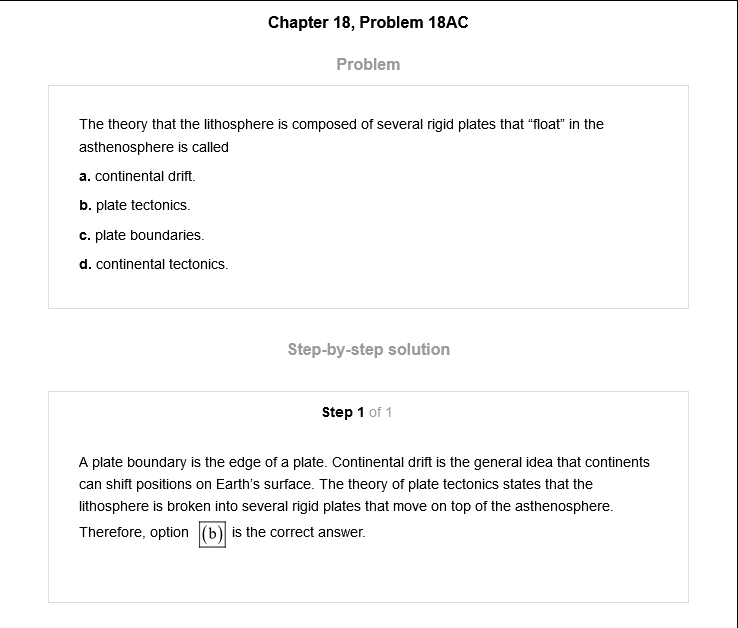 Chapter 18, Problem 18AC
Problem
The theory that the lithosphere is composed of several rigid plates that “float” in the
asthenosphere is called
a. continental drift.
b. plate tectonics.
c. plate boundaries.
d. continental tectonics.
Step-by-step solution
Step 1 of 1
A plate boundary is the edge of a plate. Continental drift is the general idea that continents
can shift positions on Earth’s surface. The theory of plate tectonics states that the
lithosphere is broken into several rigid plates that move on top of the asthenosphere.
Therefore, option (b) is the correct answer.